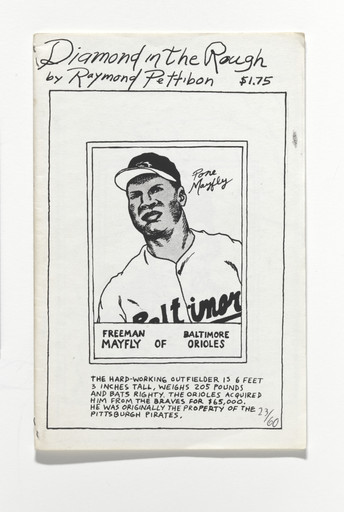 Diamond in the Rough
by Raymond Pettibon $1.75
Pone
Mayfly
Baltimor
FREEMAN BALTIMORE
MAYFLY OF ORIOLES
THE HARD-WORKING OUTFIELDER IS 6 FEET
3 INCHES TALL, WEIGHS 205 POUNDS
AND BATS RIGHTY. THE ORIOLES ACQUIRED
HIM FROM THE BRAVES FOR $65,000.
HE WAS ORIGINALLY THE PROPERTY OF THE
PITTSBURGH PIRATES.
23/60